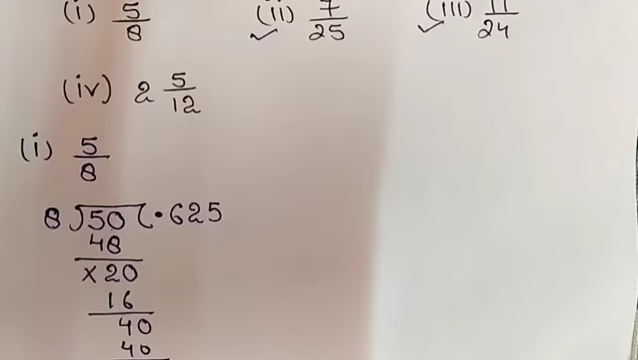 (i) 5/8 (ii) 7/25 (iii) 11/24
(iv) 2 5/12
(i) 5/8
8)50(.625
48
×20
16
40
40